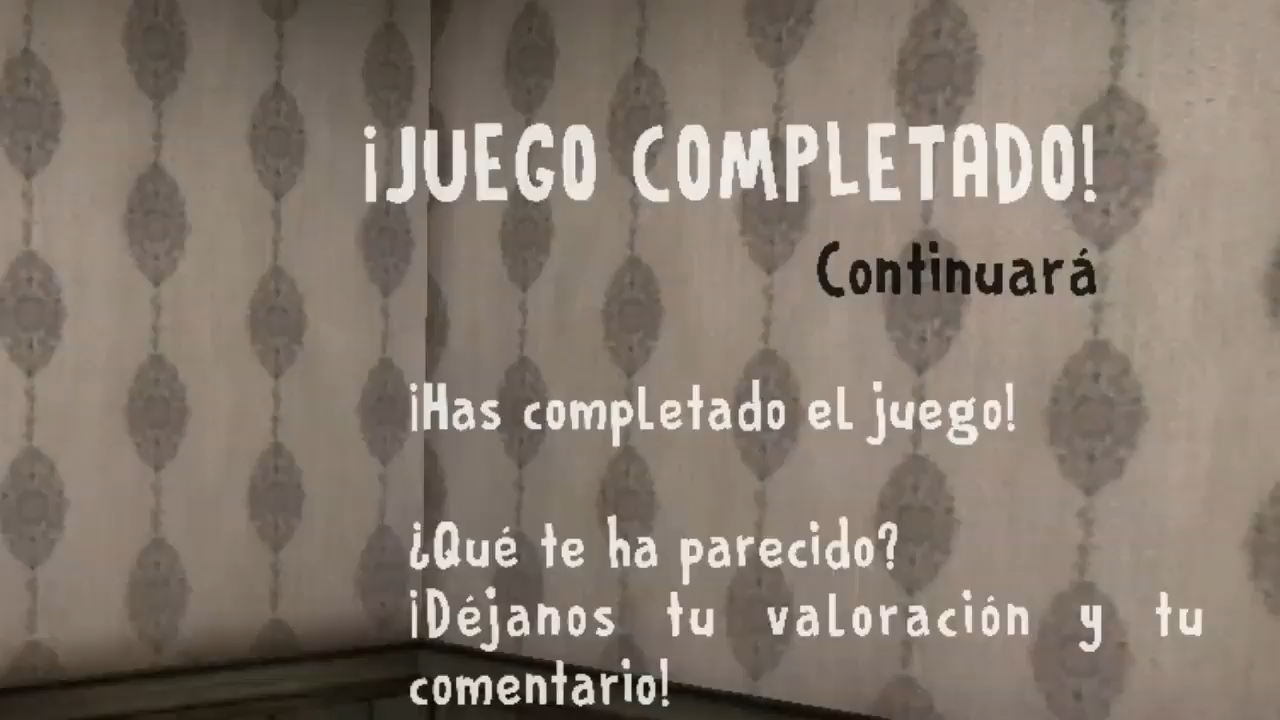 ¡JUEGO COMPLETADO!
Continuará
¡Has completado el juego!
¿Qué te ha parecido?
¡Déjanos tu valoración y tu
comentario!